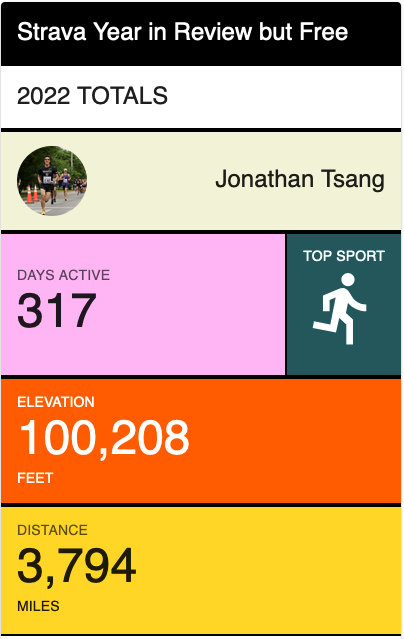 Strava Year in Review but Free
2022 TOTALS
Jonathan Tsang
DAYS ACTIVE
317
TOP SPORT
ELEVATION
100,208
FEET
DISTANCE
3,794
MILES